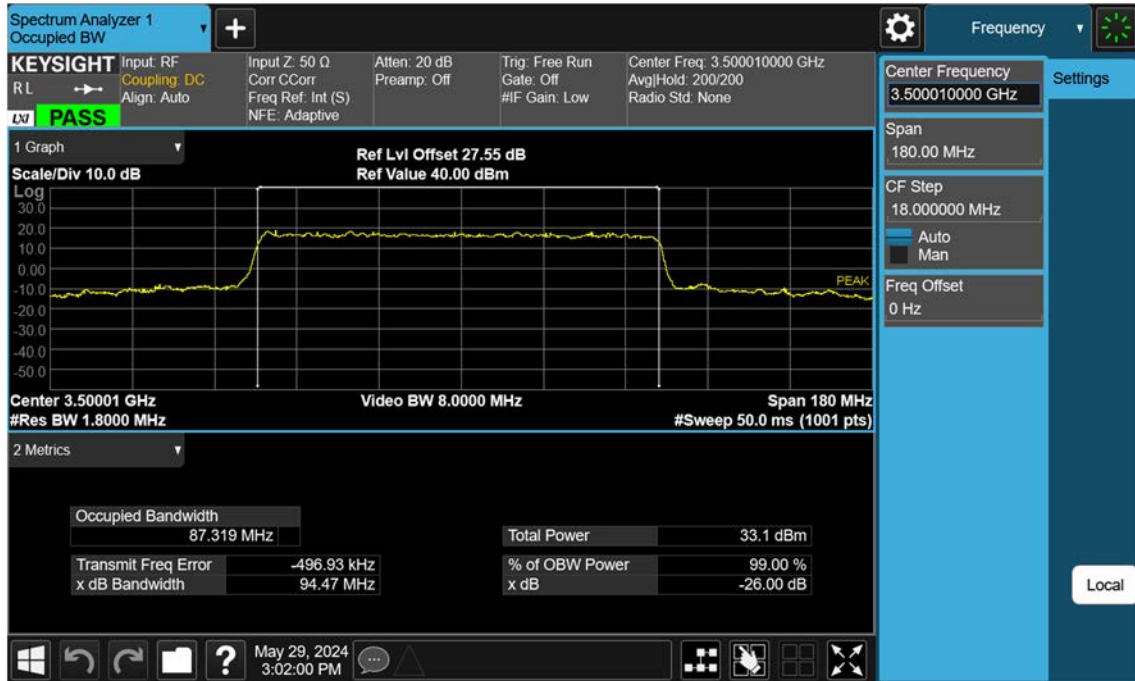 Spectrum Analyzer 1
Occupied BW
Frequency
KEYSIGHT
R L
LXI PASS
Input: RF
Coupling: DC
Align: Auto
Input Z: 50 Ω
Corr CCorr
Freq Ref: Int (S)
NFE: Adaptive
Atten: 20 dB
Preamp: Off
Trig: Free Run
Gate: Off
#IF Gain: Low
Center Freq: 3.500010000 GHz
Avg|Hold: 200/200
Radio Std: None
1 Graph
Scale/Div 10.0 dB
Ref Lvl Offset 27.55 dB
Ref Value 40.00 dBm
Log
30.0
20.0
10.0
0.00
-10.0
-20.0
-30.0
-40.0
-50.0
PEAK
Center 3.50001 GHz
Video BW 8.0000 MHz
Span 180 MHz
#Res BW 1.8000 MHz
#Sweep 50.0 ms (1001 pts)
2 Metrics
Occupied Bandwidth
87.319 MHz
Total Power 33.1 dBm
Transmit Freq Error -496.93 kHz
% of OBW Power 99.00 %
x dB Bandwidth 94.47 MHz
x dB -26.00 dB
?
May 29, 2024
3:02:00 PM
Center Frequency
3.500010000 GHz
Settings
Span
180.00 MHz
CF Step
18.000000 MHz
Auto
Man
Freq Offset
0 Hz
Local